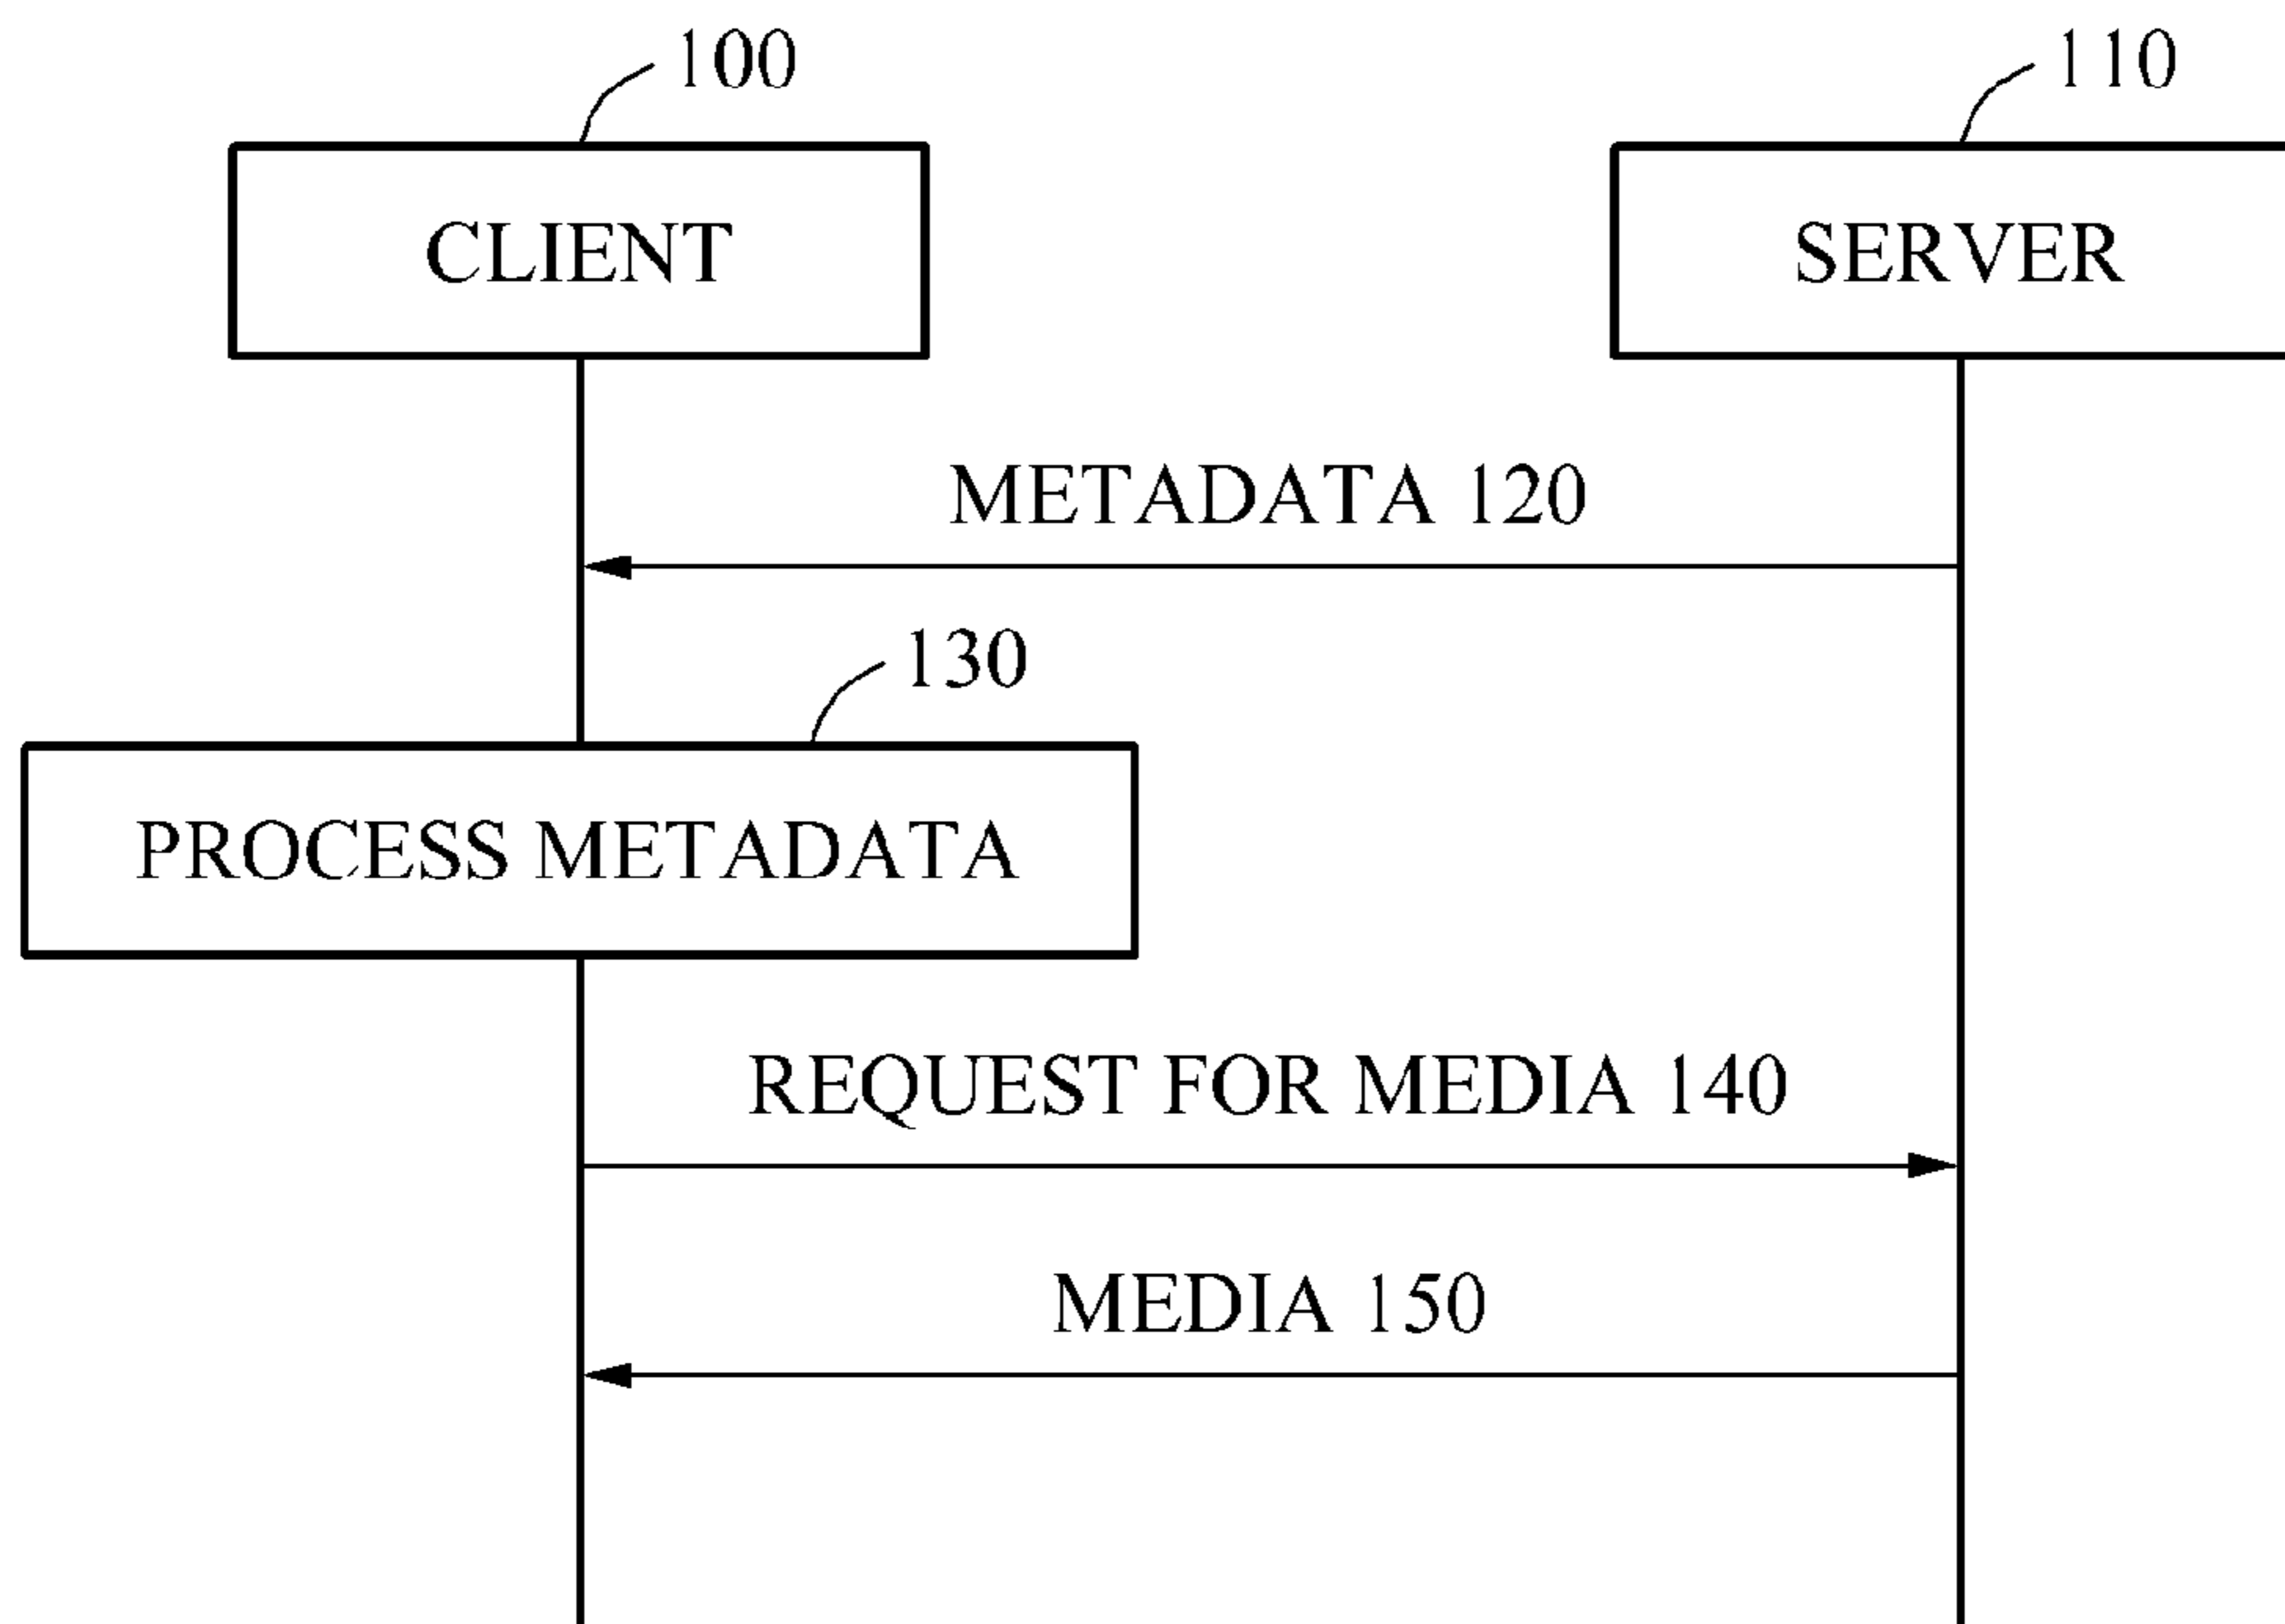 100
110
CLIENT
SERVER
METADATA 120
130
PROCESS METADATA
REQUEST FOR MEDIA 140
MEDIA 150